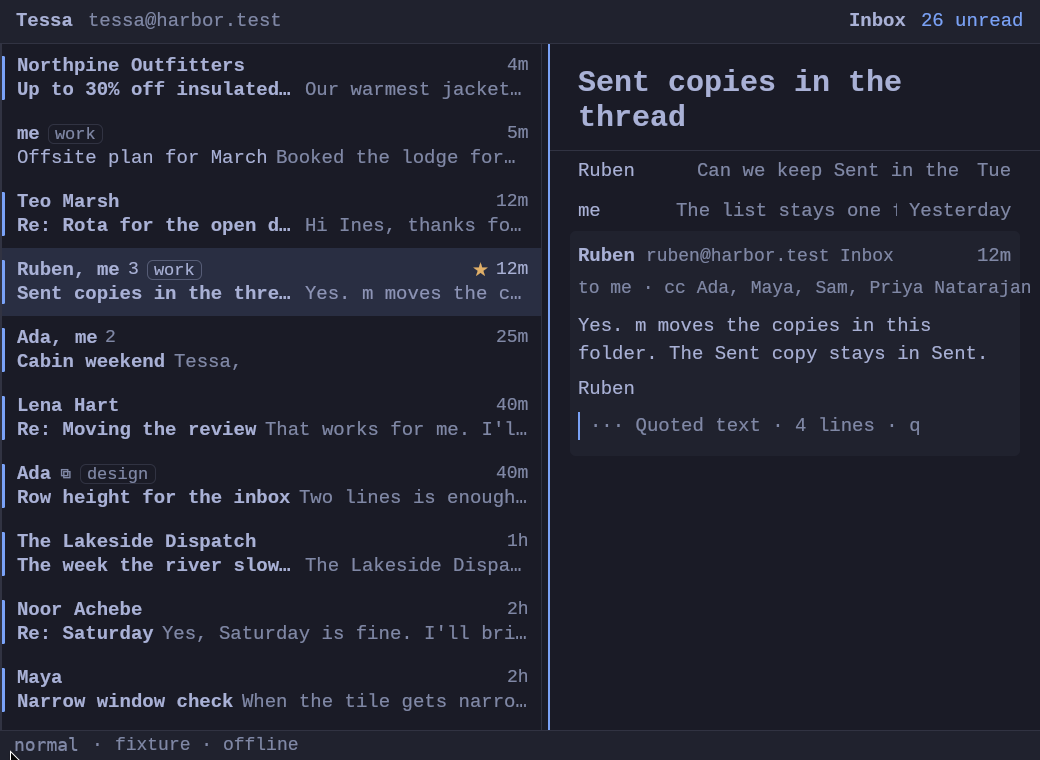 Tessa tessa@harbor.test Inbox 26 unread
Northpine Outfitters 4m
Up to 30% off insulated… Our warmest jacket…
me work 5m
Offsite plan for March Booked the lodge for…
Teo Marsh 12m
Re: Rota for the open d… Hi Ines, thanks fo…
Ruben, me 3 work ★ 12m
Sent copies in the thre… Yes. m moves the c…
Ada, me 2 25m
Cabin weekend Tessa,
Lena Hart 40m
Re: Moving the review That works for me. I'l…
Ada ⧉ design 40m
Row height for the inbox Two lines is enough…
The Lakeside Dispatch 1h
The week the river slow… The Lakeside Dispa…
Noor Achebe 2h
Re: Saturday Yes, Saturday is fine. I'll bri…
Maya 2h
Narrow window check When the tile gets narro…
Sent copies in the
thread
Ruben Can we keep Sent in the Tue
me The list stays one Yesterday
Ruben ruben@harbor.test Inbox 12m
to me · cc Ada, Maya, Sam, Priya Natarajan
Yes. m moves the copies in this
folder. The Sent copy stays in Sent.
Ruben
··· Quoted text · 4 lines · q
normal · fixture · offline